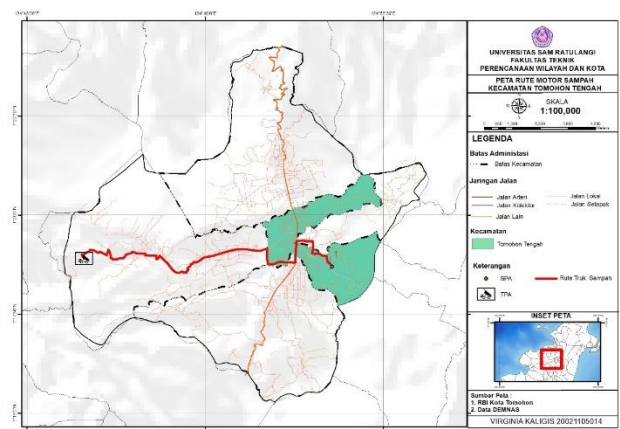 UNIVERSITAS SAM RATULANGI
FAKULTAS TEKNIK
PERENCANAAN WILAYAH DAN KOTA
PETA RUTE MOTOR SAMPAH
KECAMATAN TOMOHON TENGAH
SKALA
1:100,000
LEGENDA
Batas Administasi
Batas Kecamatan
Jaringan Jalan
Jalan Arteri
Jalan Lokal
Jalan Kolektor
Jalan Setapak
Jalan Lain
Kecamatan
Tomohon Tengah
Keterangan
SPA
Rute Truk Sampah
TPA
INSET PETA
Sumber Peta :
1. RBI Kota Tomohon
2. Data DEMNAS
VIRGINIA KALIGIS 20021105014